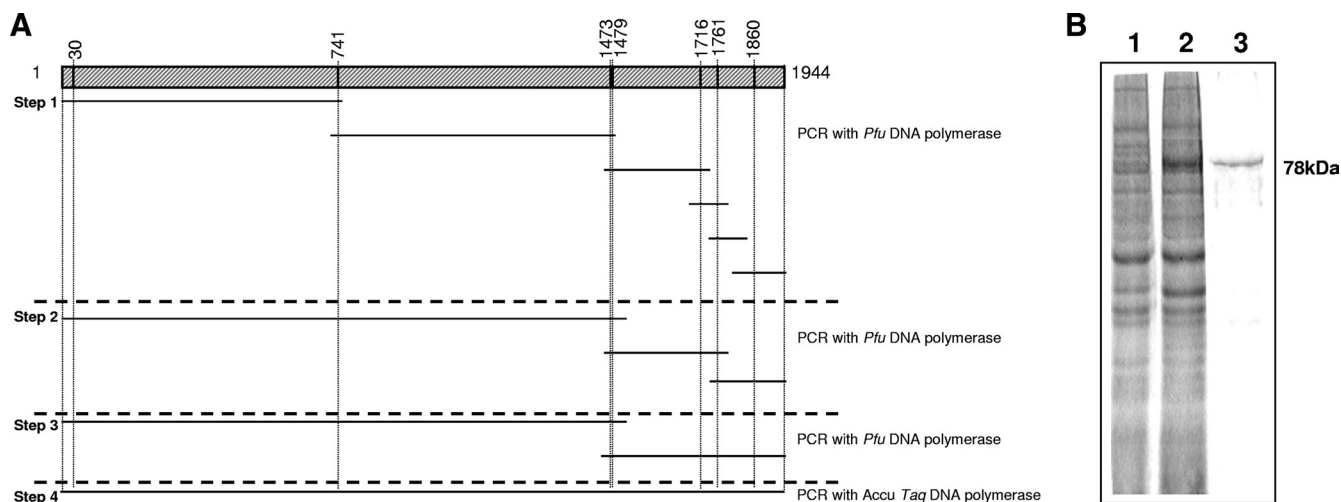 A
30
741
1473
1479
1716
1761
1860
1
1944
Step 1
PCR with Pfu DNA polymerase
Step 2
PCR with Pfu DNA polymerase
Step 3
PCR with Pfu DNA polymerase
Step 4
PCR with Accu Taq DNA polymerase
B
1 2 3
78kDa